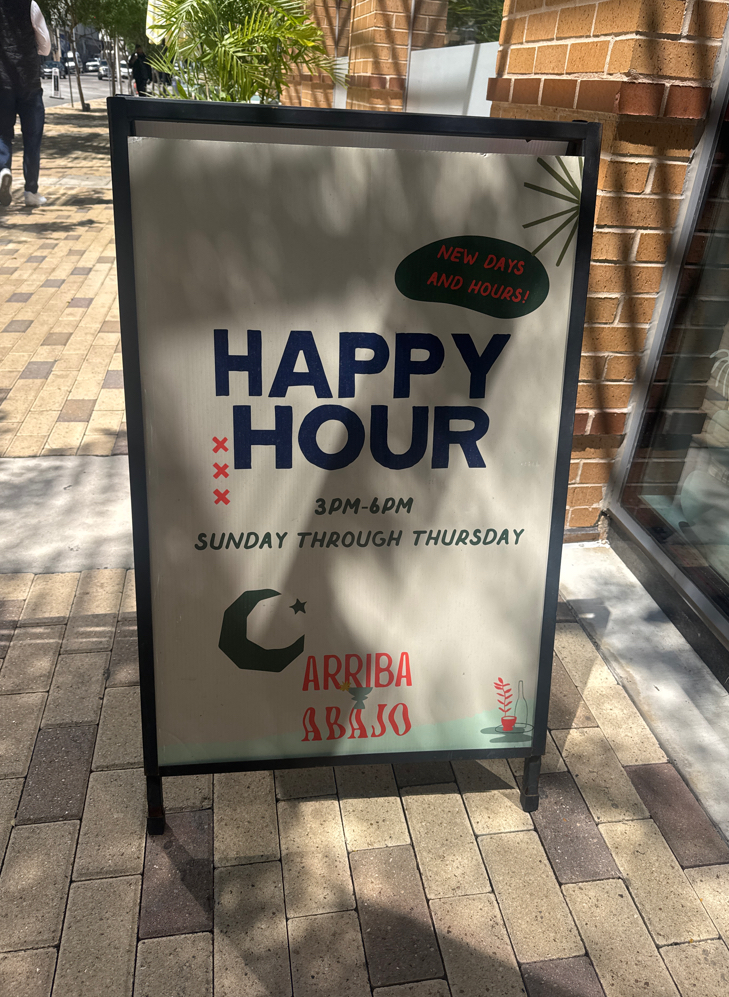 NEW DAYS
AND HOURS!
HAPPY
HOUR
3PM-6PM
SUNDAY THROUGH THURSDAY
ARRIBA
ABAJO